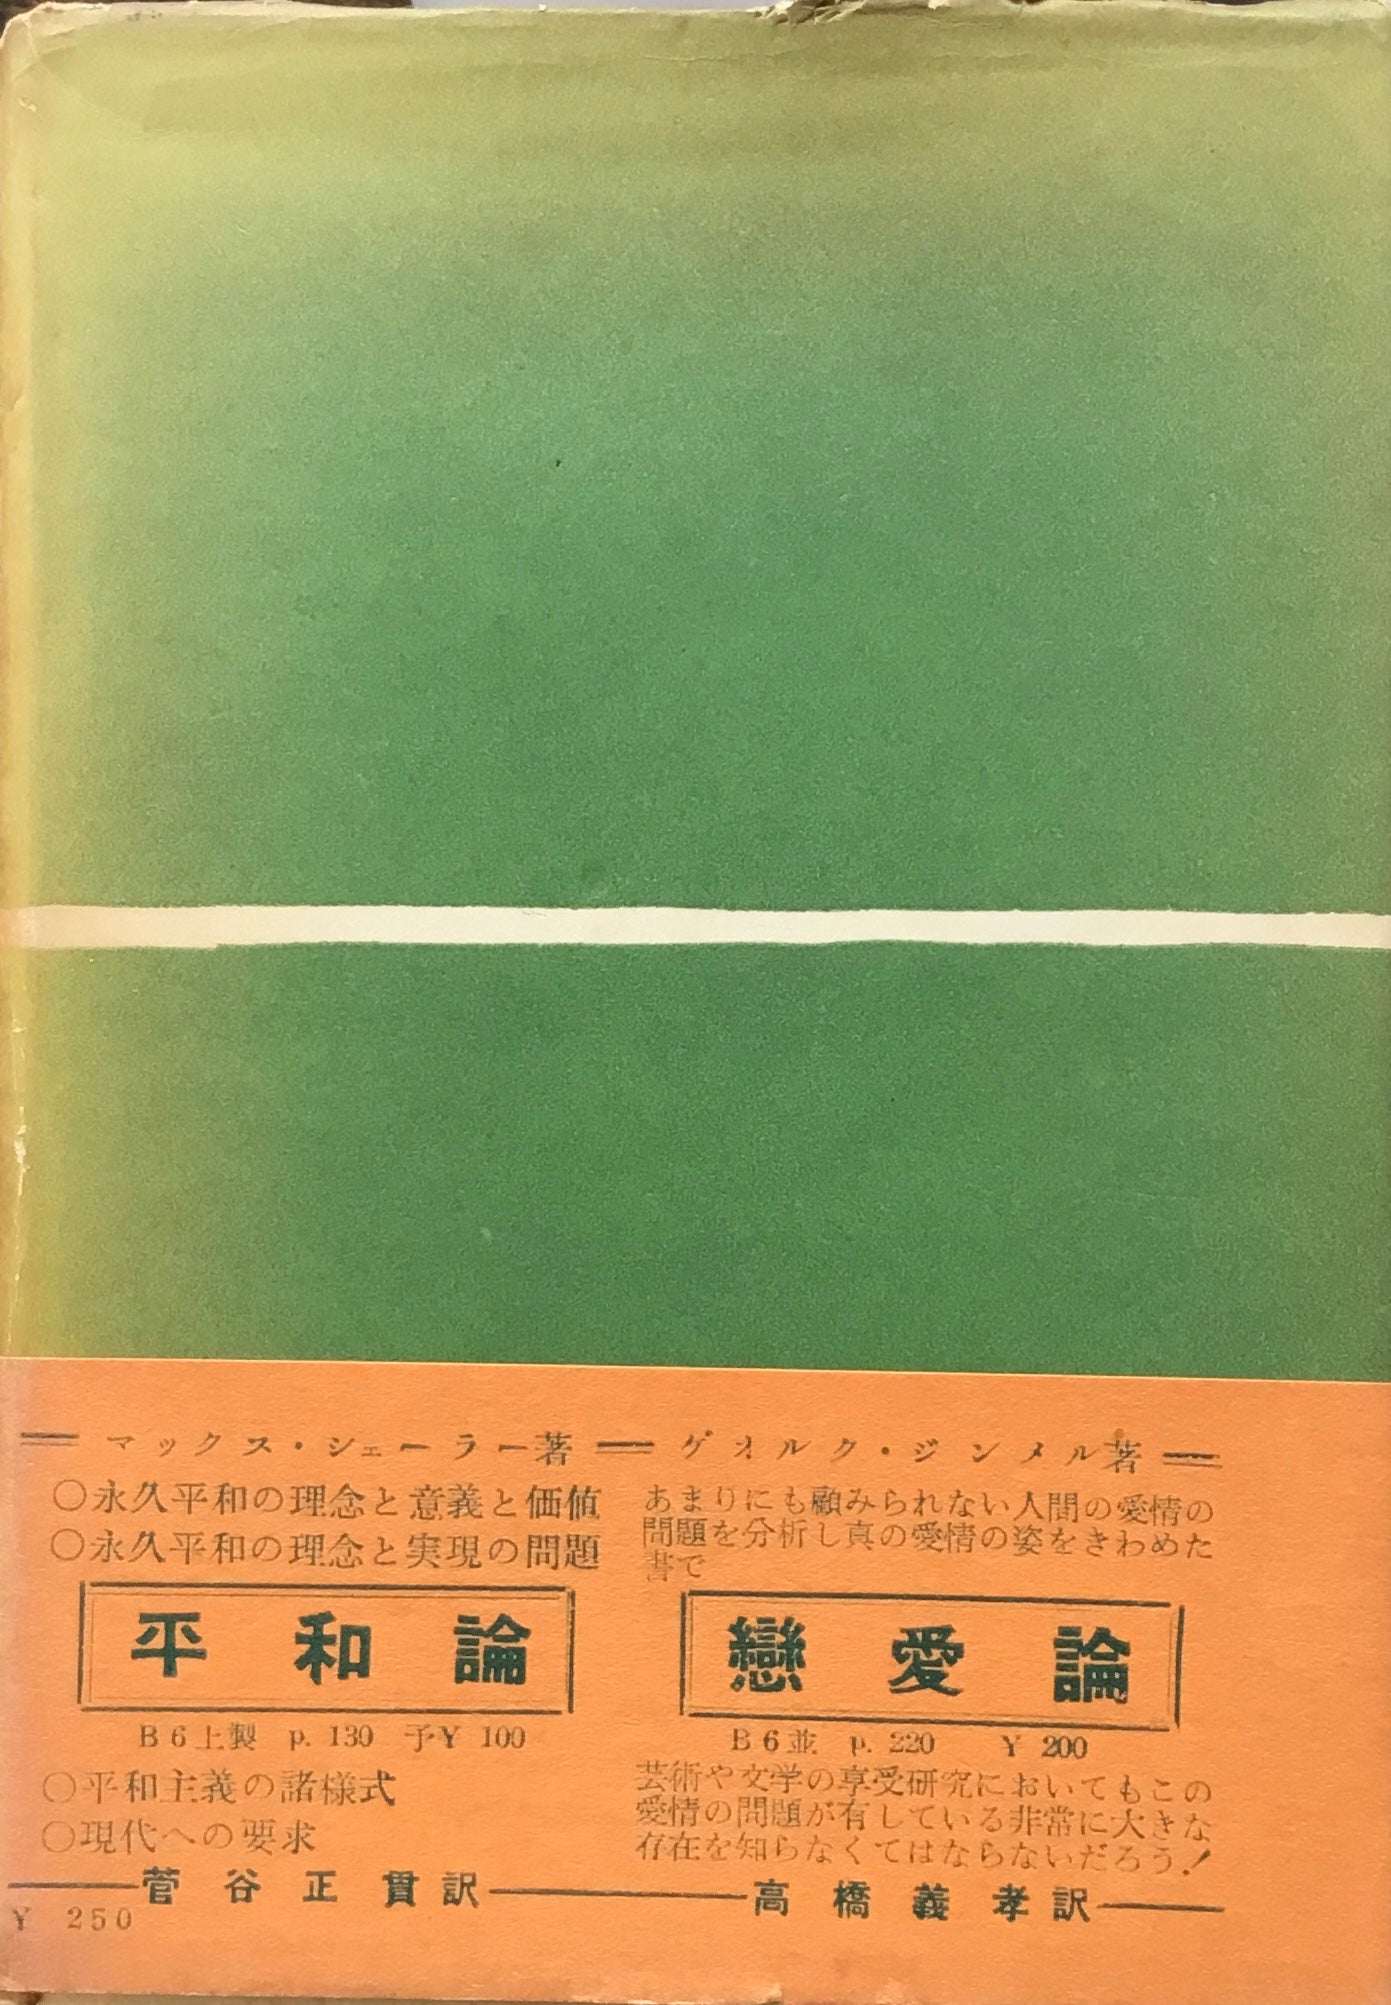 マックス・シェーラー著
○永久平和の理念と意義と価値
○永久平和の理念と実現の問題
平和論
B6上製 p. 130 予¥ 100
○平和主義の諸様式
○現代への要求
菅谷正貫訳
¥ 250
ゲオルク・ジンメル著
あまりにも顧みられない人間の愛情の
問題を分析し真の愛情の姿をきわめた
書で
戀愛論
B6並 p. 220 ¥ 200
芸術や文学の享受研究においてもこの
愛情の問題が有している非常に大きな
存在を知らなくてはならないだろう!
高橋義孝訳